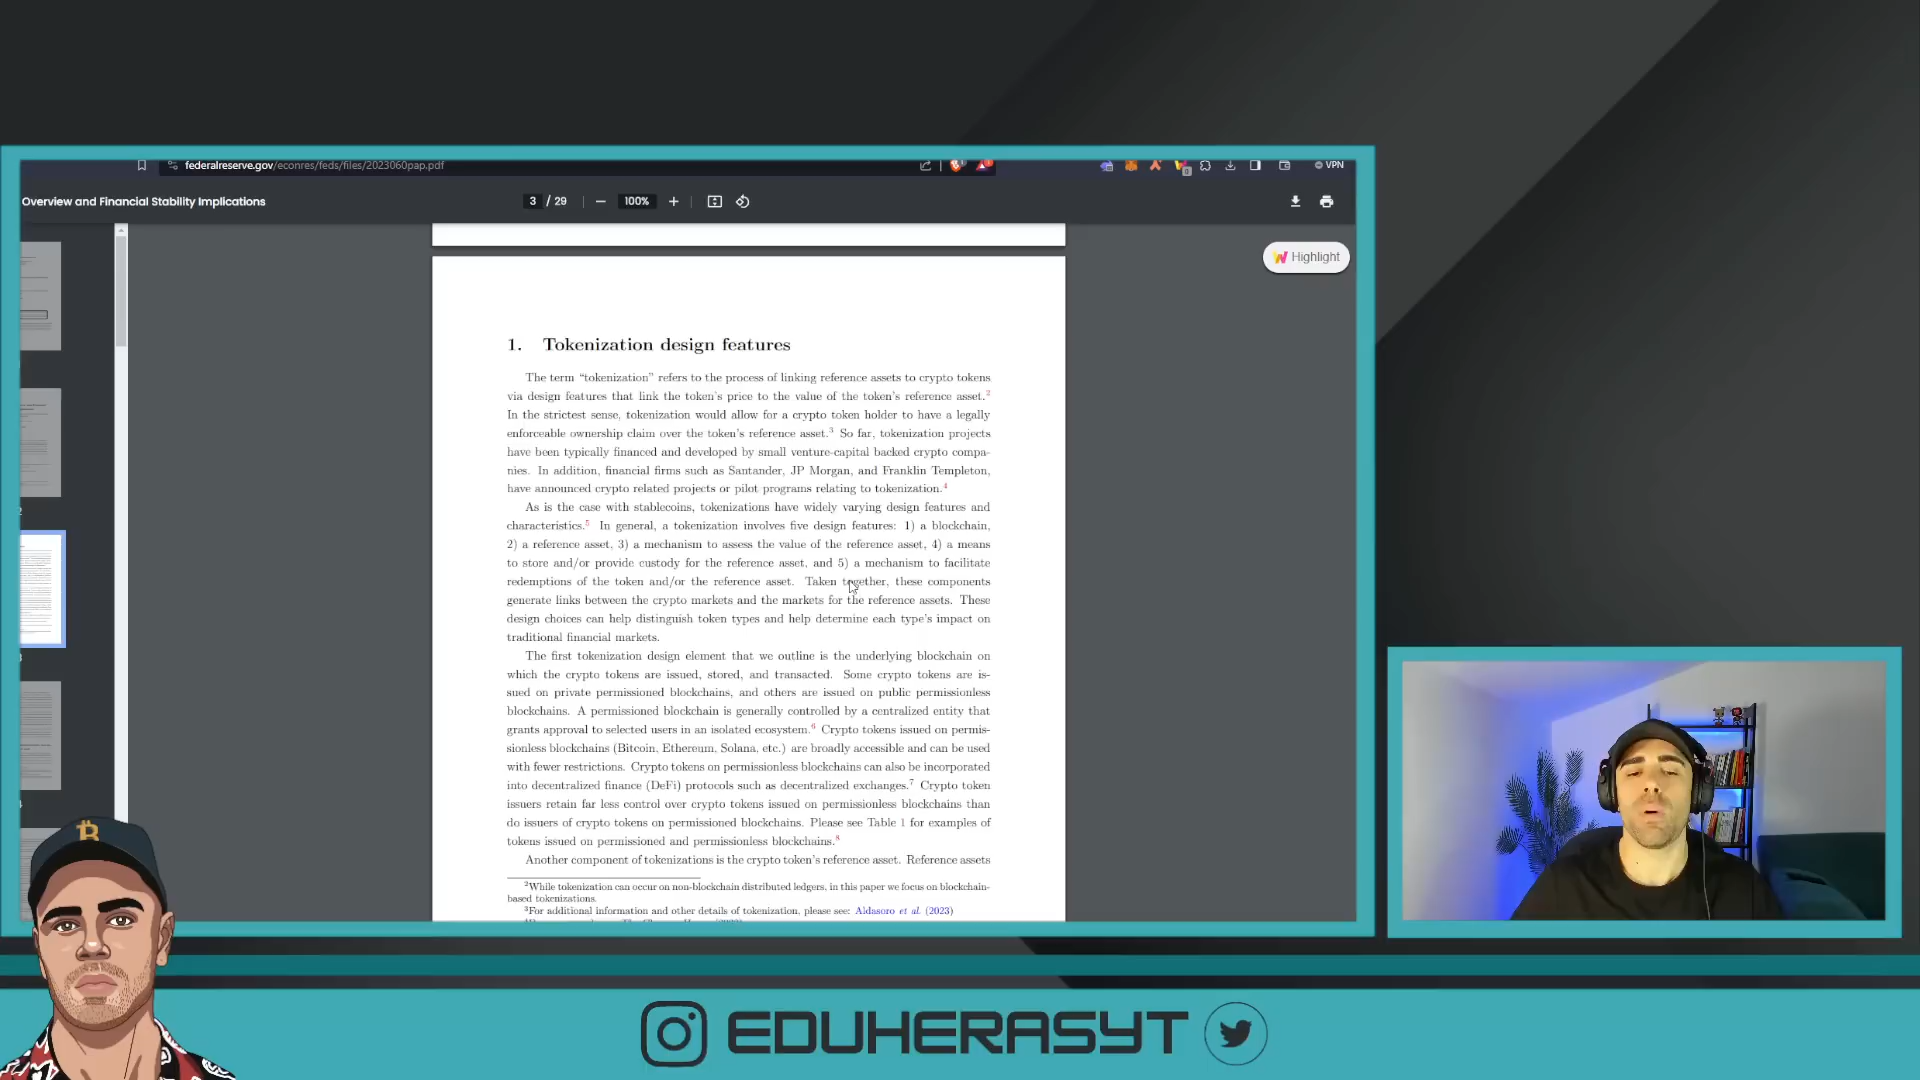 federalreserve.gov/econres/feds/files/2023060pap.pdf
VPN
Overview and Financial Stability Implications
3 / 29
100%
Highlight
1. Tokenization design features
The term “tokenization” refers to the process of linking reference assets to crypto tokens
via design features that link the token’s price to the value of the token’s reference asset.2
In the strictest sense, tokenization would allow for a crypto token holder to have a legally
enforceable ownership claim over the token’s reference asset.3 So far, tokenization projects
have been typically financed and developed by small venture-capital backed crypto compa-
nies. In addition, financial firms such as Santander, JP Morgan, and Franklin Templeton,
have announced crypto related projects or pilot programs relating to tokenization.4
As is the case with stablecoins, tokenizations have widely varying design features and
characteristics.5 In general, a tokenization involves five design features: 1) a blockchain,
2) a reference asset, 3) a mechanism to assess the value of the reference asset, 4) a means
to store and/or provide custody for the reference asset, and 5) a mechanism to facilitate
redemptions of the token and/or the reference asset. Taken together, these components
generate links between the crypto markets and the markets for the reference assets. These
design choices can help distinguish token types and help determine each type’s impact on
traditional financial markets.
The first tokenization design element that we outline is the underlying blockchain on
which the crypto tokens are issued, stored, and transacted. Some crypto tokens are is-
sued on private permissioned blockchains, and others are issued on public permissionless
blockchains. A permissioned blockchain is generally controlled by a centralized entity that
grants approval to selected users in an isolated ecosystem.6 Crypto tokens issued on permis-
sionless blockchains (Bitcoin, Ethereum, Solana, etc.) are broadly accessible and can be used
with fewer restrictions. Crypto tokens on permissionless blockchains can also be incorporated
into decentralized finance (DeFi) protocols such as decentralized exchanges.7 Crypto token
issuers retain far less control over crypto tokens issued on permissionless blockchains than
do issuers of crypto tokens on permissioned blockchains. Please see Table 1 for examples of
tokens issued on permissioned and permissionless blockchains.8
Another component of tokenizations is the crypto token’s reference asset. Reference assets
2While tokenization can occur on non-blockchain distributed ledgers, in this paper we focus on blockchain-
based tokenizations.
3For additional information and other details of tokenization, please see: Aldasoro et al. (2023)
EDUHERASYT